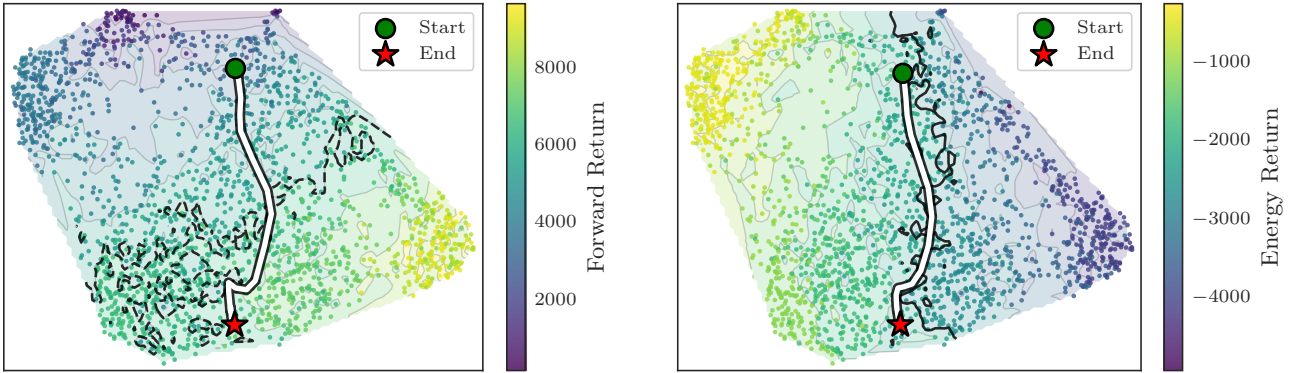 Start
End
8000
6000
4000
2000
Forward Return
Start
End
−1000
−2000
−3000
−4000
Energy Return